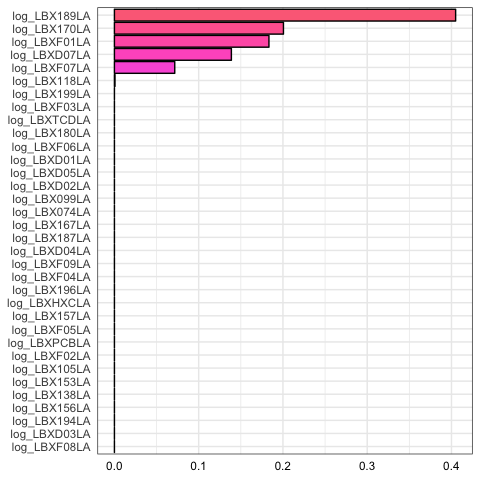 log_LBX189LA
log_LBX170LA
log_LBXF01LA
log_LBXD07LA
log_LBXF07LA
log_LBX118LA
log_LBX199LA
log_LBXF03LA
log_LBXTCDLA
log_LBX180LA
log_LBXF06LA
log_LBXD01LA
log_LBXD05LA
log_LBXD02LA
log_LBX099LA
log_LBX074LA
log_LBX167LA
log_LBX187LA
log_LBXD04LA
log_LBXF09LA
log_LBXF04LA
log_LBX196LA
log_LBXHXCLA
log_LBX157LA
log_LBXF05LA
log_LBXPCBLA
log_LBXF02LA
log_LBX105LA
log_LBX153LA
log_LBX138LA
log_LBX156LA
log_LBX194LA
log_LBXD03LA
log_LBXF08LA
0.0 0.1 0.2 0.3 0.4